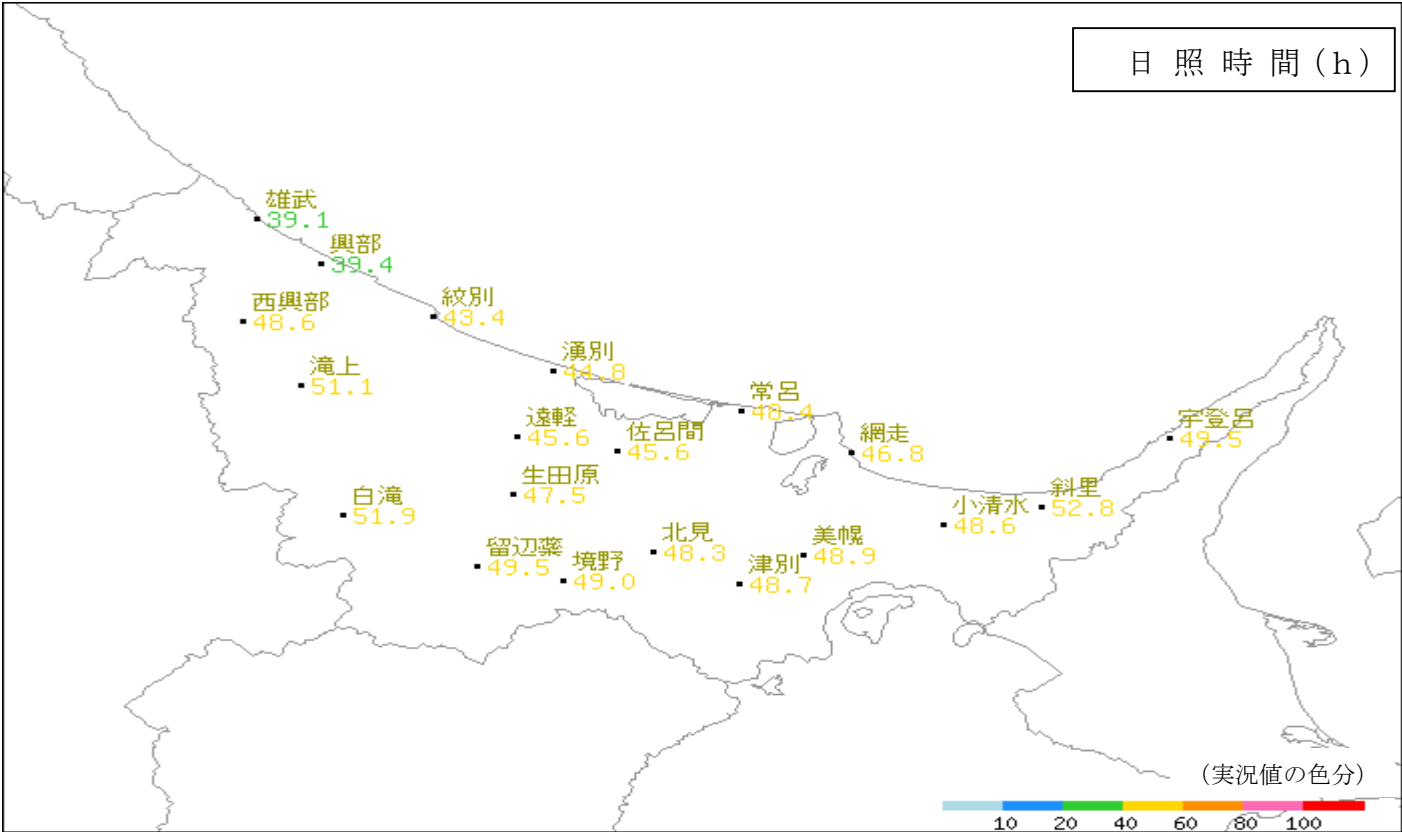 日照時間(h)
雄武
39.1
興部
39.4
西興部
48.6
紋別
43.4
滝上
51.1
湧別
44.8
常呂
48.4
遠軽
45.6
佐呂間
45.6
網走
46.8
宇登呂
49.5
生田原
47.5
白滝
51.9
斜里
52.8
小清水
48.6
北見
48.3
美幌
48.9
留辺蘂
49.5
境野
49.0
津別
48.7
(実況値の色分)
10 20 40 60 80 100